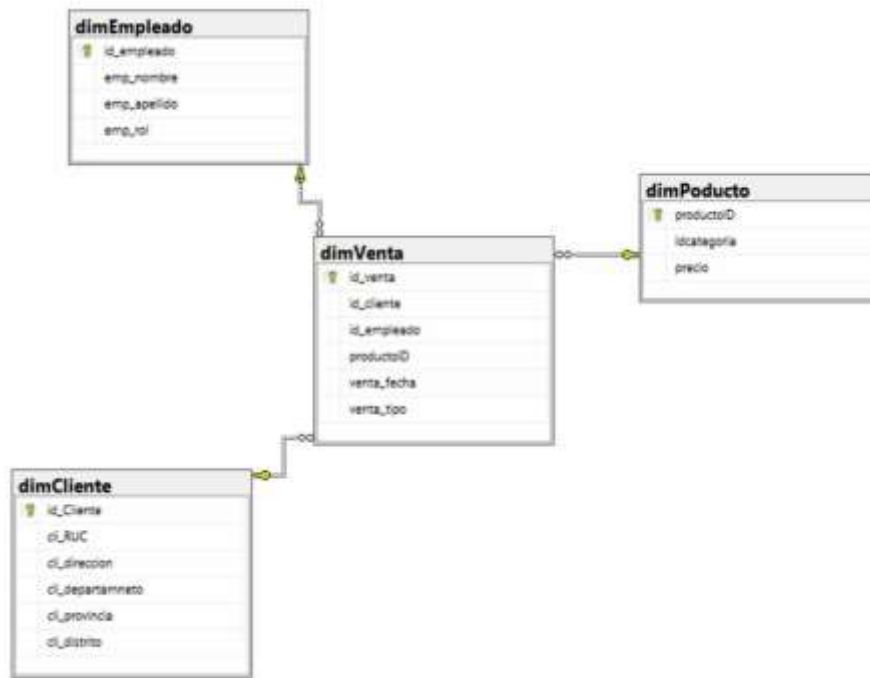 dimEmpleado
id_empleado
emp_nombre
emp_apellido
emp_rol
dimPoducto
productoID
idcategoria
precio
dimVenta
id_venta
id_cliente
id_empleado
productoID
venta_fecha
venta_tipo
dimCliente
id_Cliente
cli_RUC
cli_direccion
cli_departamneto
cli_provincia
cli_distrito